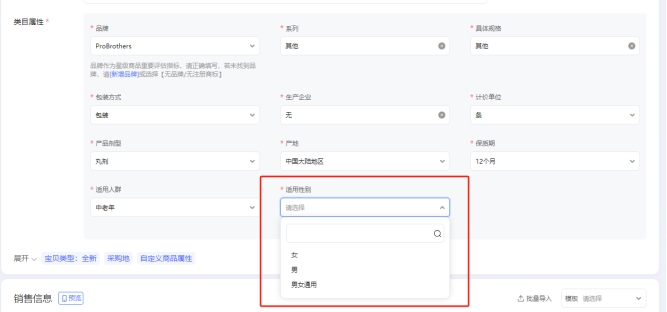 类目属性 *
* 品牌
* 系列
* 具体规格
ProBrothers
其他
其他
品牌作为星级商品重要评估指标，请正确填写，若未找到品
牌，请[新增品牌]或选择【无品牌/无注册商标】
* 包装方式
* 生产企业
* 计价单位
包装
无
条
* 产品剂型
* 产地
* 保质期
丸剂
中国大陆地区
12个月
* 适用人群
* 适用性别
中老年
请选择
女
男
男女通用
展开 宝贝类型：全新 采购地 自定义商品属性
销售信息 预览
批量导入 模板 请选择